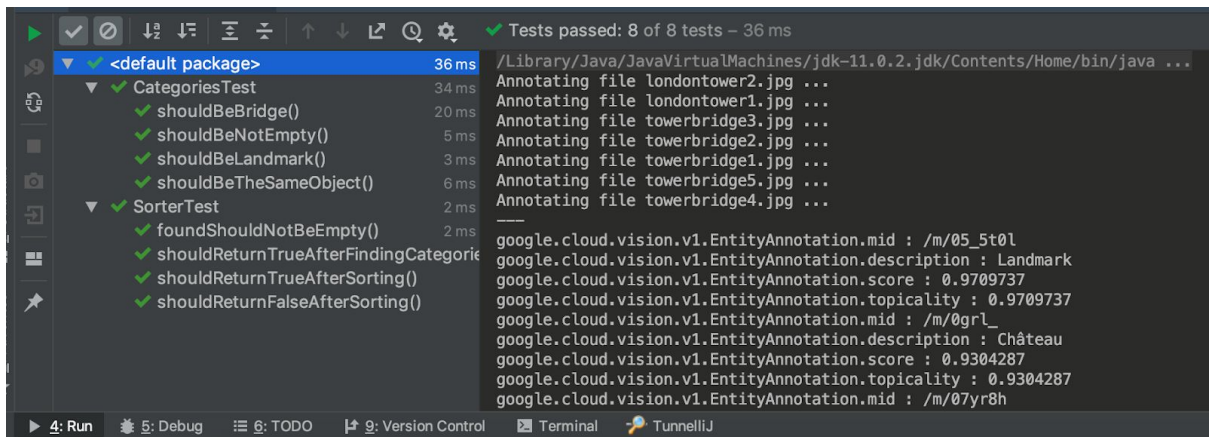 Tests passed: 8 of 8 tests – 36 ms
<default package> 36 ms
CategoriesTest 34 ms
shouldBeBridge() 20 ms
shouldBeNotEmpty() 5 ms
shouldBeLandmark() 3 ms
shouldBeTheSameObject() 6 ms
SorterTest 2 ms
foundShouldNotBeEmpty() 2 ms
shouldReturnTrueAfterFindingCategorie
shouldReturnTrueAfterSorting()
shouldReturnFalseAfterSorting()
/Library/Java/JavaVirtualMachines/jdk-11.0.2.jdk/Contents/Home/bin/java ...
Annotating file londontower2.jpg ...
Annotating file londontower1.jpg ...
Annotating file towerbridge3.jpg ...
Annotating file towerbridge2.jpg ...
Annotating file towerbridge1.jpg ...
Annotating file towerbridge5.jpg ...
Annotating file towerbridge4.jpg ...
———
google.cloud.vision.v1.EntityAnnotation.mid : /m/05_5t0l
google.cloud.vision.v1.EntityAnnotation.description : Landmark
google.cloud.vision.v1.EntityAnnotation.score : 0.9709737
google.cloud.vision.v1.EntityAnnotation.topicality : 0.9709737
google.cloud.vision.v1.EntityAnnotation.mid : /m/0grl_
google.cloud.vision.v1.EntityAnnotation.description : Château
google.cloud.vision.v1.EntityAnnotation.score : 0.9304287
google.cloud.vision.v1.EntityAnnotation.topicality : 0.9304287
google.cloud.vision.v1.EntityAnnotation.mid : /m/07yr8h
4: Run 5: Debug 6: TODO 9: Version Control Terminal TunnelliJ